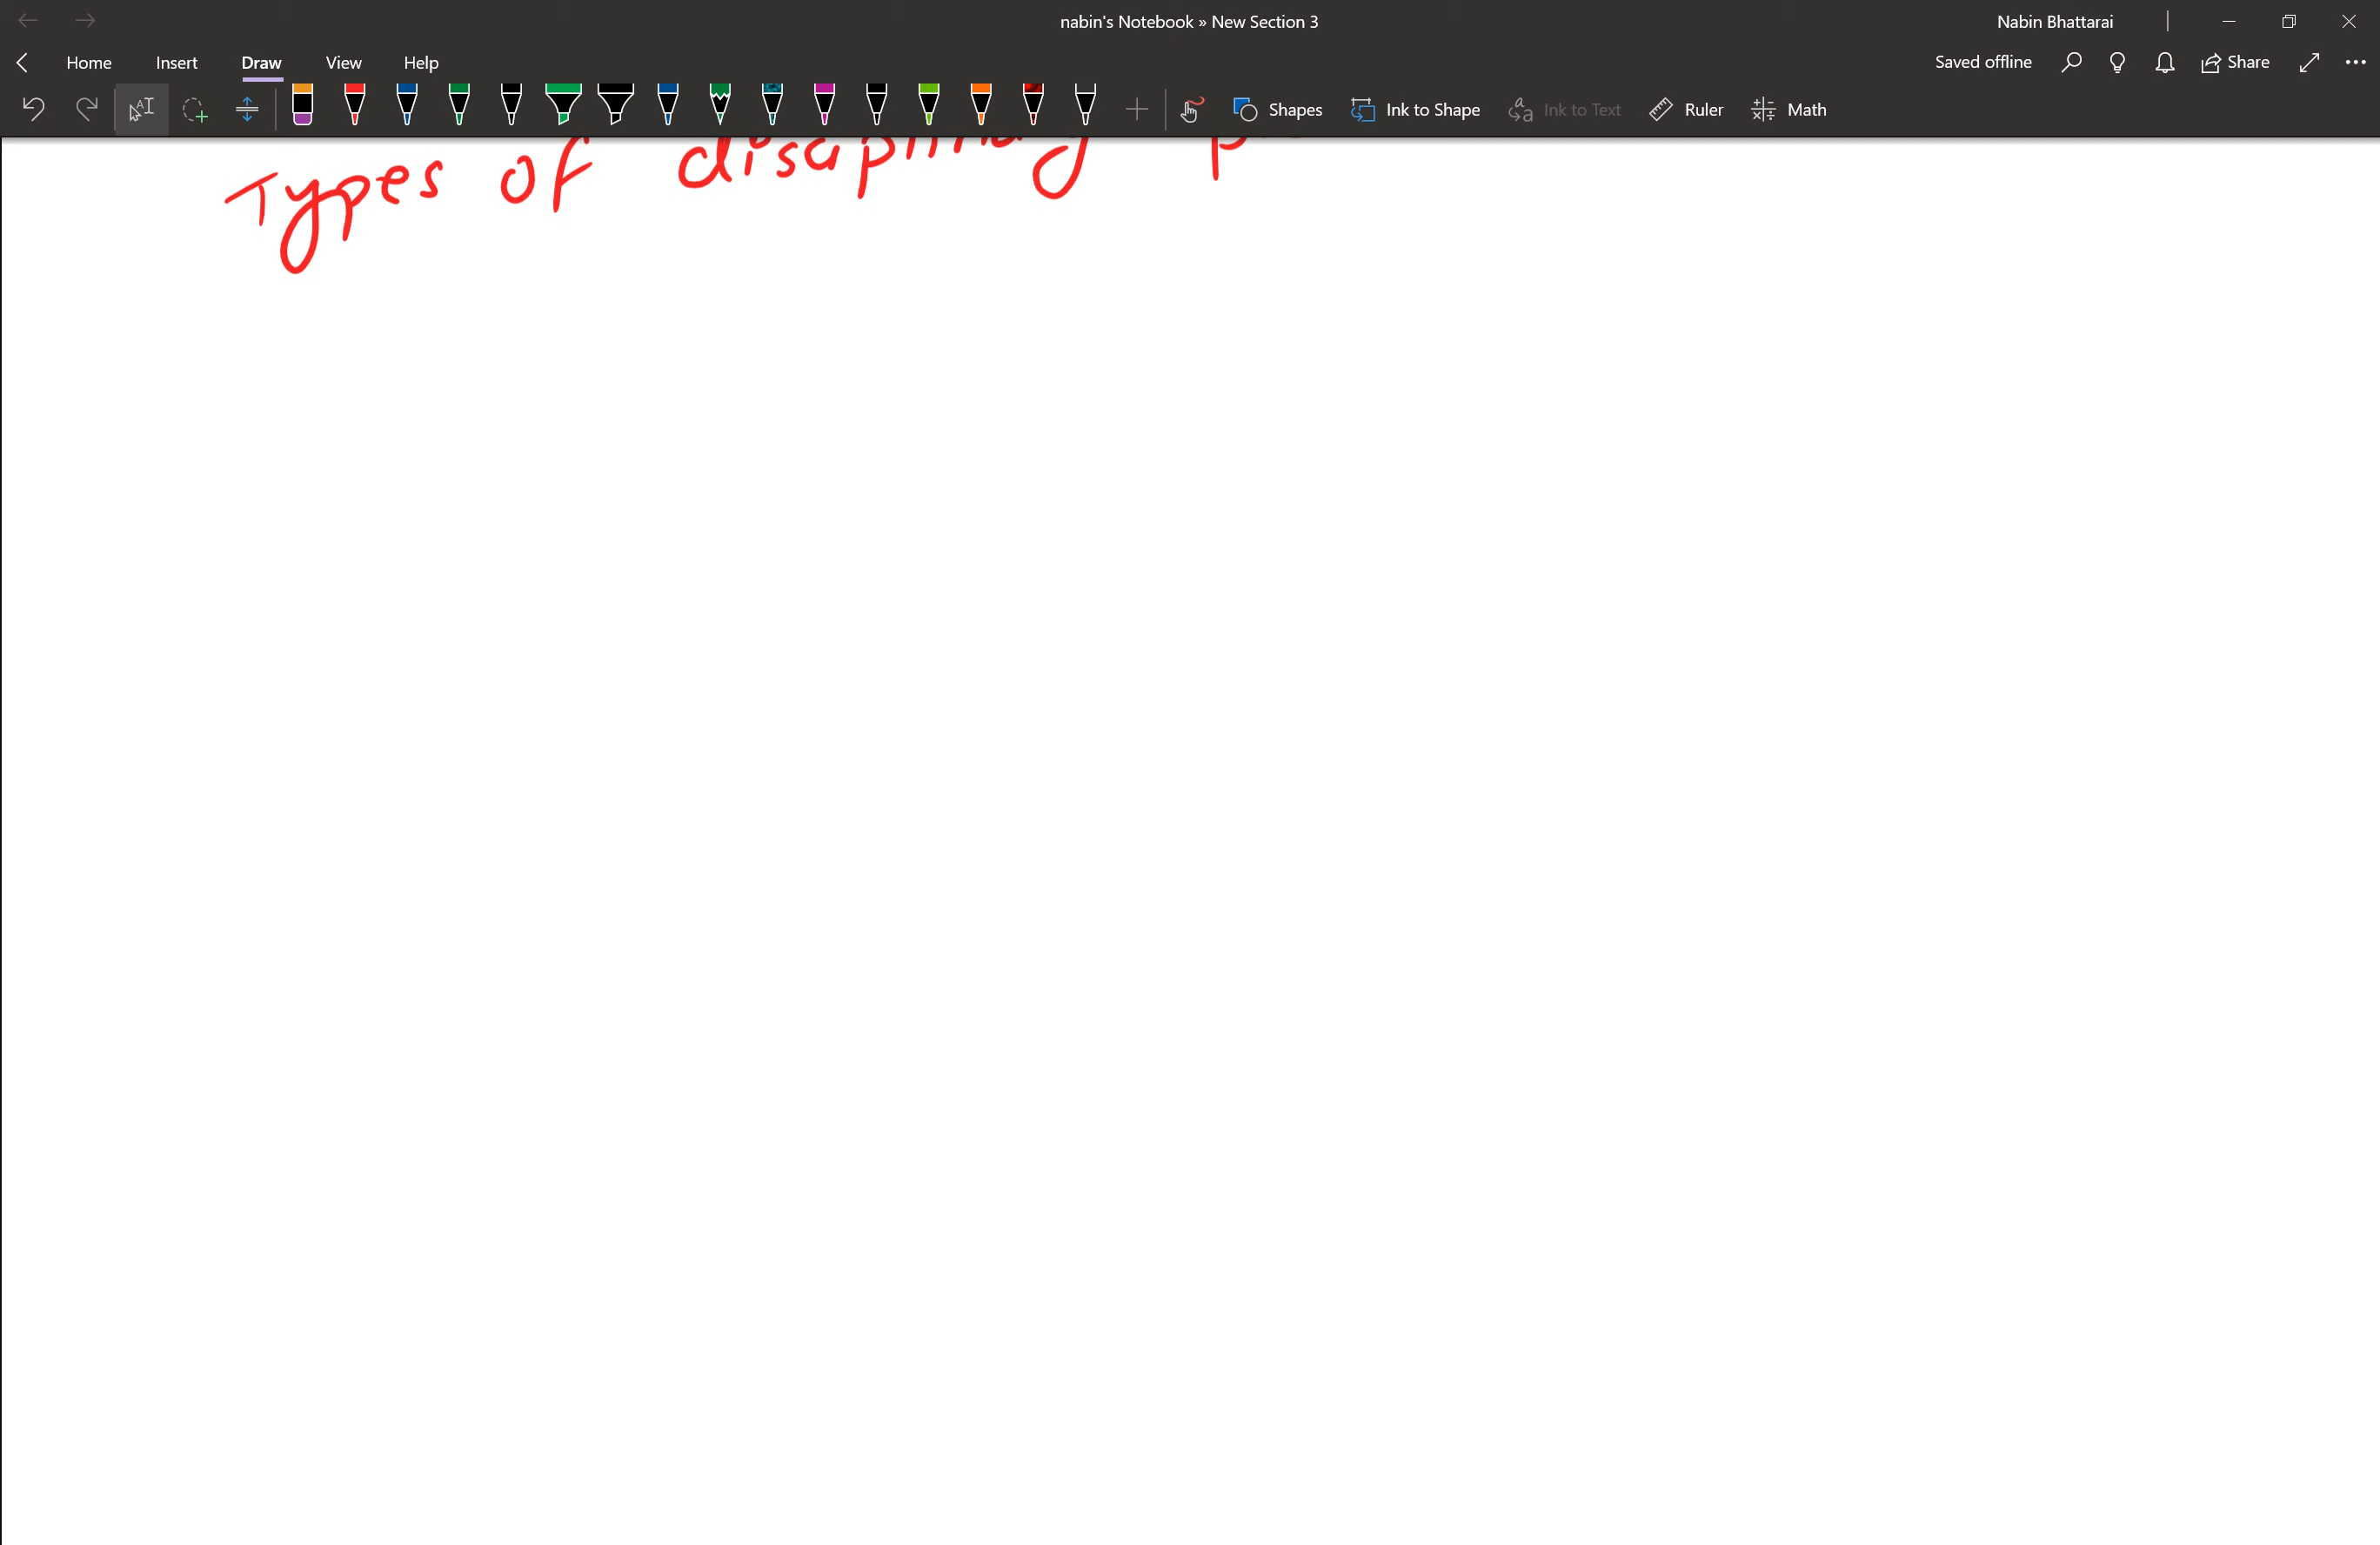 nabin's Notebook » New Section 3
Nabin Bhattarai
Home Insert Draw View Help
Saved offline
Share
Shapes Ink to Shape Ink to Text Ruler Math
Types of